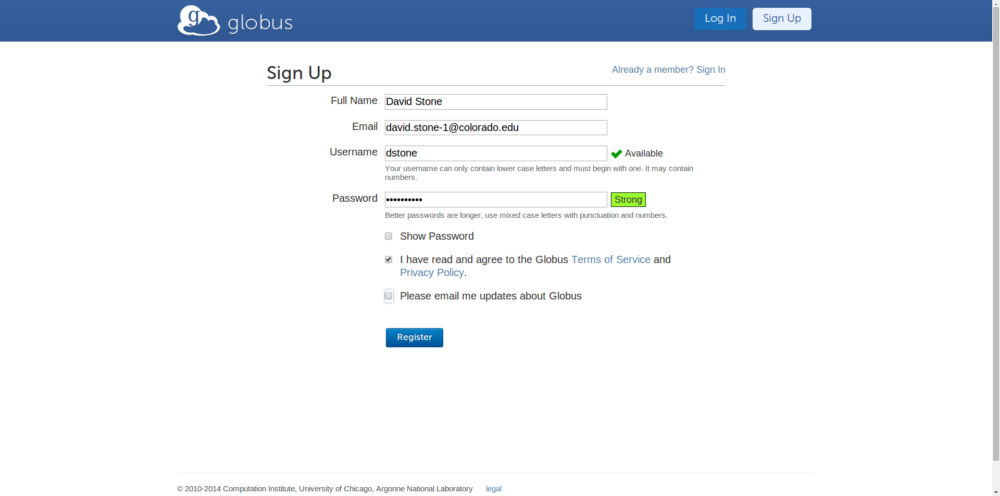 globus
Log In
Sign Up
Sign Up
Already a member? Sign In
Full Name
David Stone
Email
david.stone-1@colorado.edu
Username
dstone
Available
Your username can only contain lower case letters and must begin with one. It may contain
numbers.
Password
••••••••••
Strong
Better passwords are longer, use mixed case letters with punctuation and numbers.
Show Password
I have read and agree to the Globus Terms of Service and
Privacy Policy.
Please email me updates about Globus
Register
© 2010-2014 Computation Institute, University of Chicago, Argonne National Laboratory legal